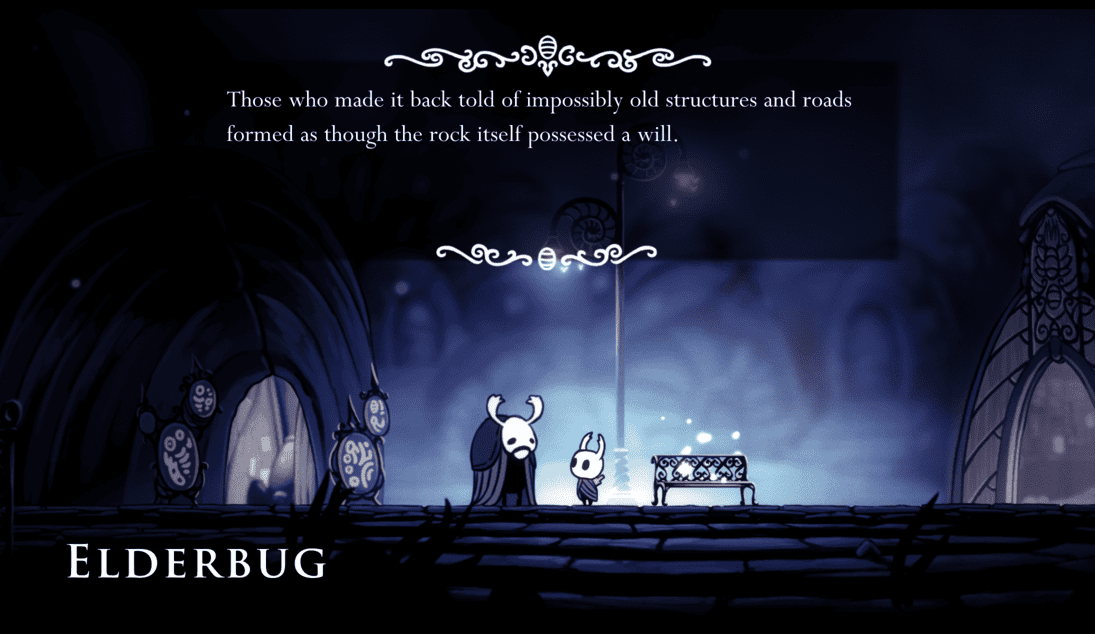 Those who made it back told of impossibly old structures and roads
formed as though the rock itself possessed a will.
ELDERBUG